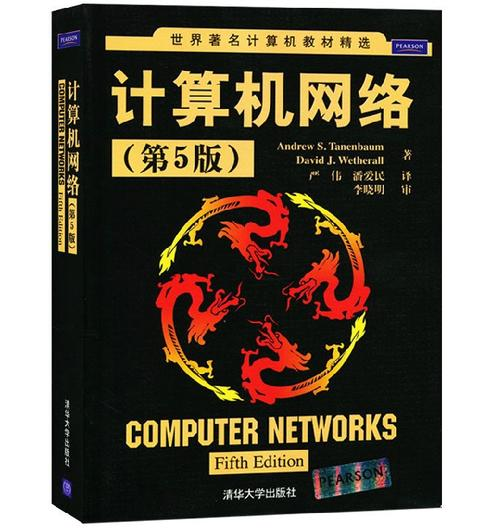 世界著名计算机教材精选
PEARSON
计算机网络
（第5版）
Andrew S. Tanenbaum
David J. Wetherall
著
严 伟 潘爱民 译
李晓明 审
COMPUTER NETWORKS
Fifth Edition
PEARSON
清华大学出版社
计算机网络（第5版）
COMPUTER NETWORKS Fifth Edition
清华大学出版社